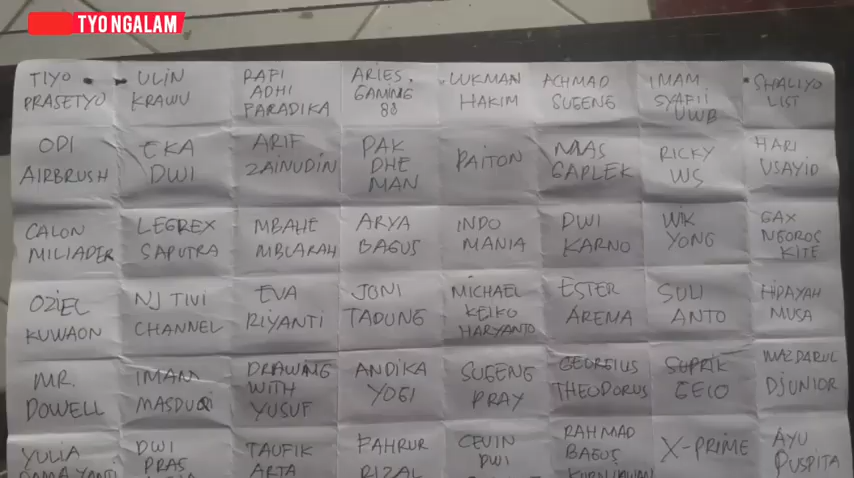 TYO NGALAM
TIYO
PRASETYO
ULIN
KRAWU
RAFI
ADHI
PARADIKA
ARIES
GAMING
88
LUKMAN
HAKIM
ACHMAD
SUGENG
IMAM
SYAFII
UWB
SHALIYO
LIST
ODI
AIRBRUSH
EKA
DWI
ARIF
ZAINUDIN
PAK
DHE
MAN
PAITON
MAS
GAPLEK
RICKY
WS
HARI
USAYID
CALON
MILIADER
LEGREX
SAPUTRA
MBAHE
MBLARAH
ARYA
BAGUS
INDO
MANIA
DWI
KARNO
WK
YONG
GAX
NGOROS
KITE
OZIEL
KUWAON
NJ TIVI
CHANNEL
EVA
RIYANTI
JONI
TADUNG
MICHAEL
KEIKO
HARYANTO
ESTER
AREMA
SULI
ANTO
HIDAYAH
MUSA
MR.
DOWELL
IMAM
MASDUQI
DRAWING
WITH
YUSUF
ANDIKA
YOGI
SUGENG
PRAY
GEORGIUS
THEODORUS
SUPRIK
GECO
MAZDARUL
DJUNIOR
YULIA
DWI
PRAS
TAUFIK
ARTA
FAHRUR
RIZAL
CEVIN
DWI
RAHMAD
BAGUS
X-PRIME
AYU
PUSPITA